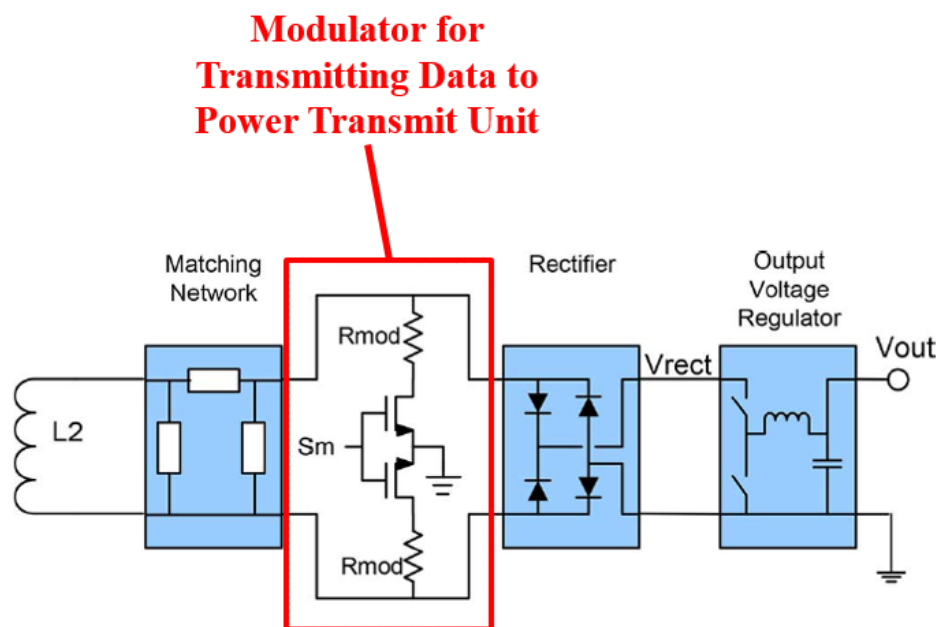 Modulator for
Transmitting Data to
Power Transmit Unit
Matching
Network
Rectifier
Output
Voltage
Regulator
Rmod
Vrect
Vout
L2
Sm
Rmod